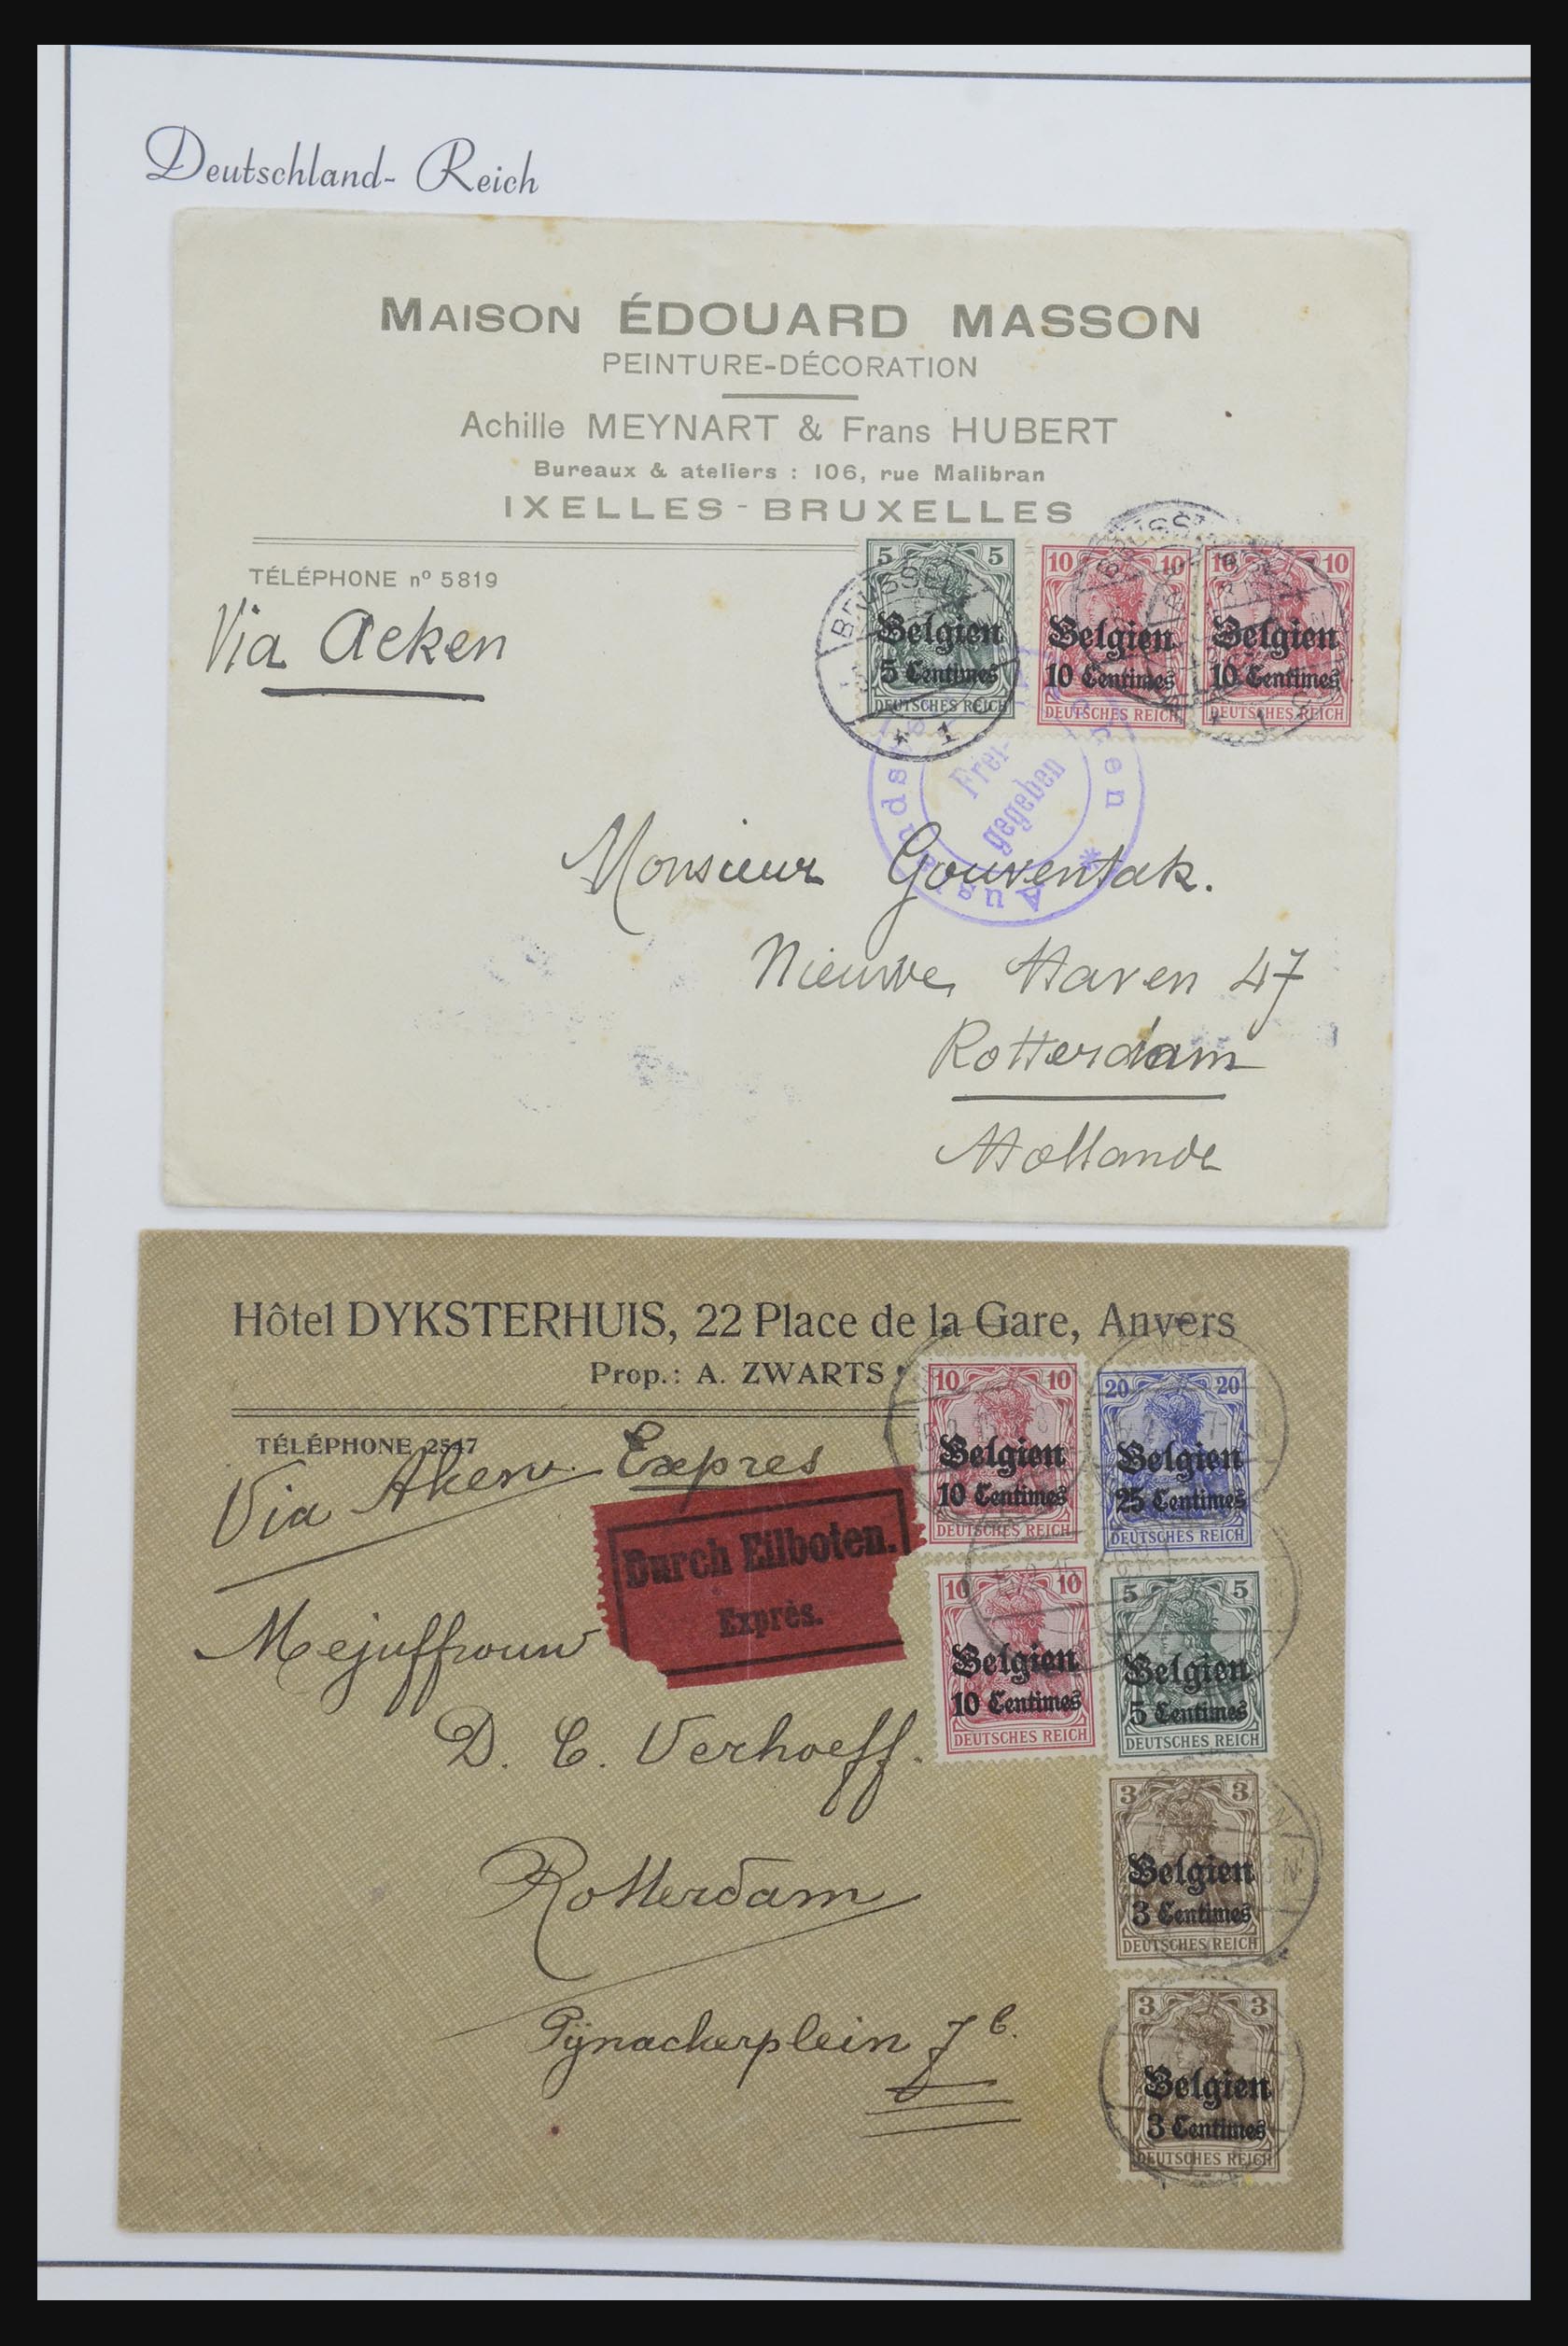 Deutschland- Reich
MAISON ÉDOUARD MASSON
PEINTURE-DÉCORATION
Achille MEYNART & Frans HUBERT
Bureaux & ateliers : 106, rue Malibran
IXELLES - BRUXELLES
TÉLÉPHONE nº 5819
Via Acken
5 5
Belgien
5 Centimes
DEUTSCHES REICH
10 10
Belgien
10 Centimes
DEUTSCHES REICH
10 10
Belgien
10 Centimes
DEUTSCHES REICH
1
Frei-
gegeben
Monsieur Gouventak.
Nieuwe Haven 47
Rotterdam
Hollande
Hôtel DYKSTERHUIS, 22 Place de la Gare, Anvers
Prop.: A. ZWARTS
TÉLÉPHONE 2547
Via Aken Expres
Durch Eilboten.
Exprès.
10 10
Belgien
10 Centimes
DEUTSCHES REICH
20 20
Belgien
25 Centimes
DEUTSCHES REICH
10 10
Belgien
10 Centimes
DEUTSCHES REICH
5 5
Belgien
5 Centimes
DEUTSCHES REICH
3 3
Belgien
3 Centimes
DEUTSCHES REICH
3 3
Belgien
3 Centimes
DEUTSCHES REICH
Mejuffrouw
D. C. Verhoeff.
Rotterdam
Pijnackerplein 7 c.